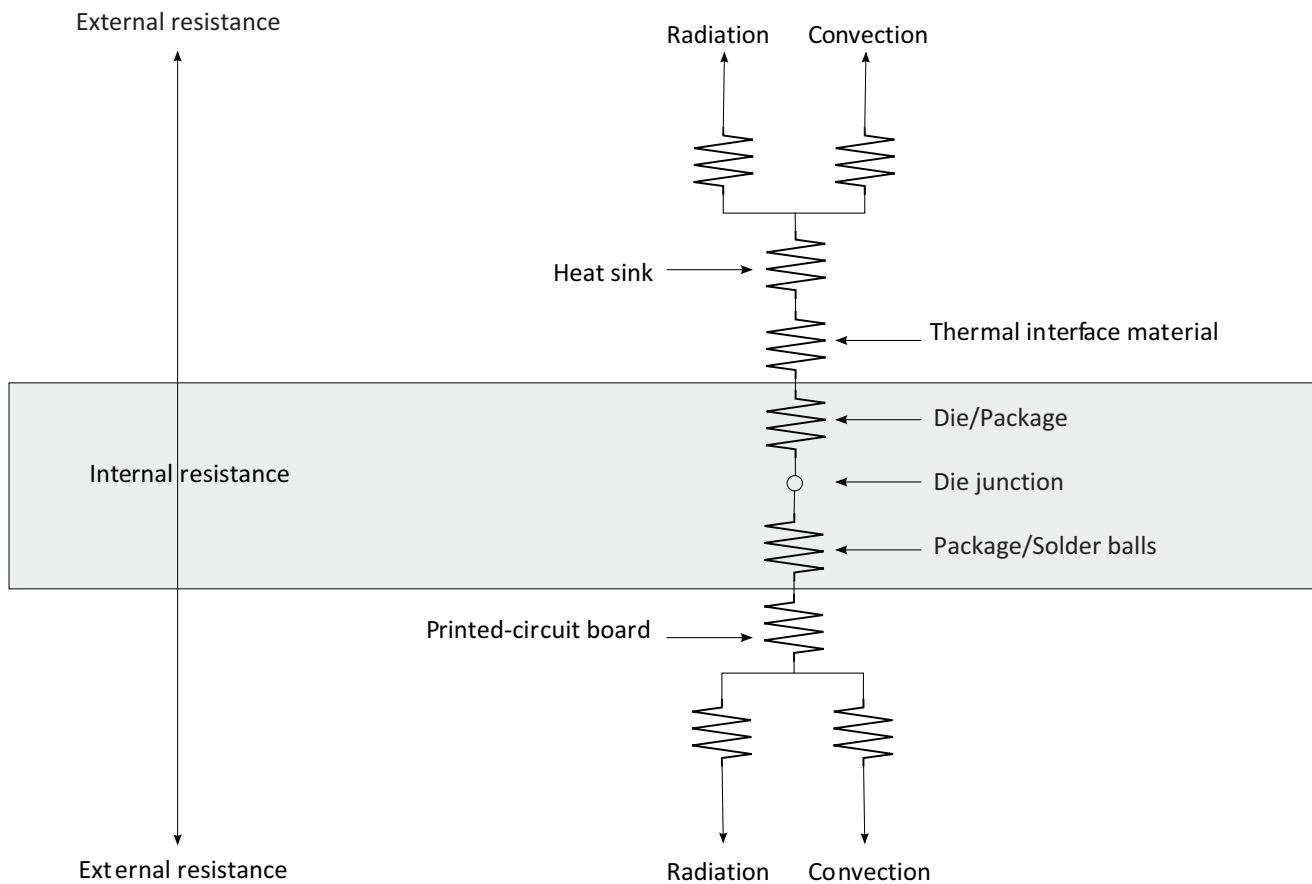 External resistance
Radiation
Convection
Heat sink
Thermal interface material
Die/Package
Internal resistance
Die junction
Package/Solder balls
Printed-circuit board
External resistance
Radiation
Convection